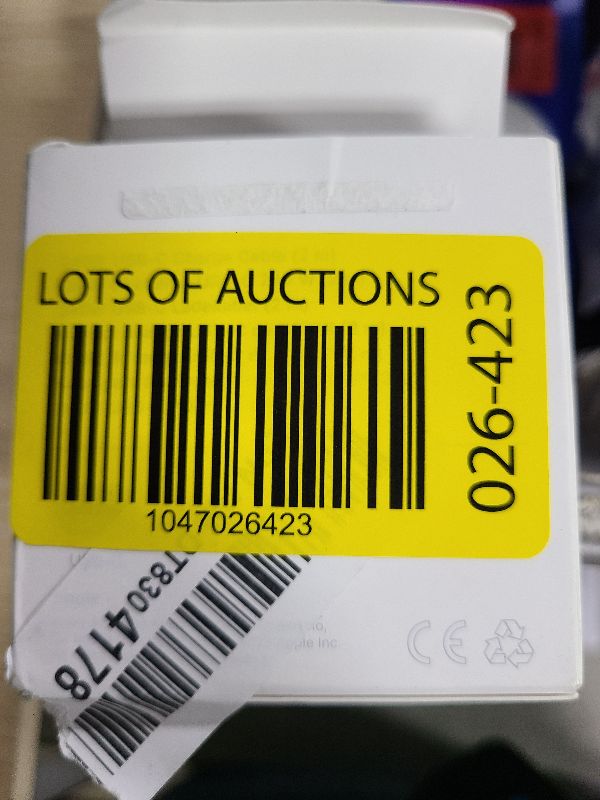 LOTS OF AUCTIONS
026-423
1047026423
T8304178
Apple Inc
CE